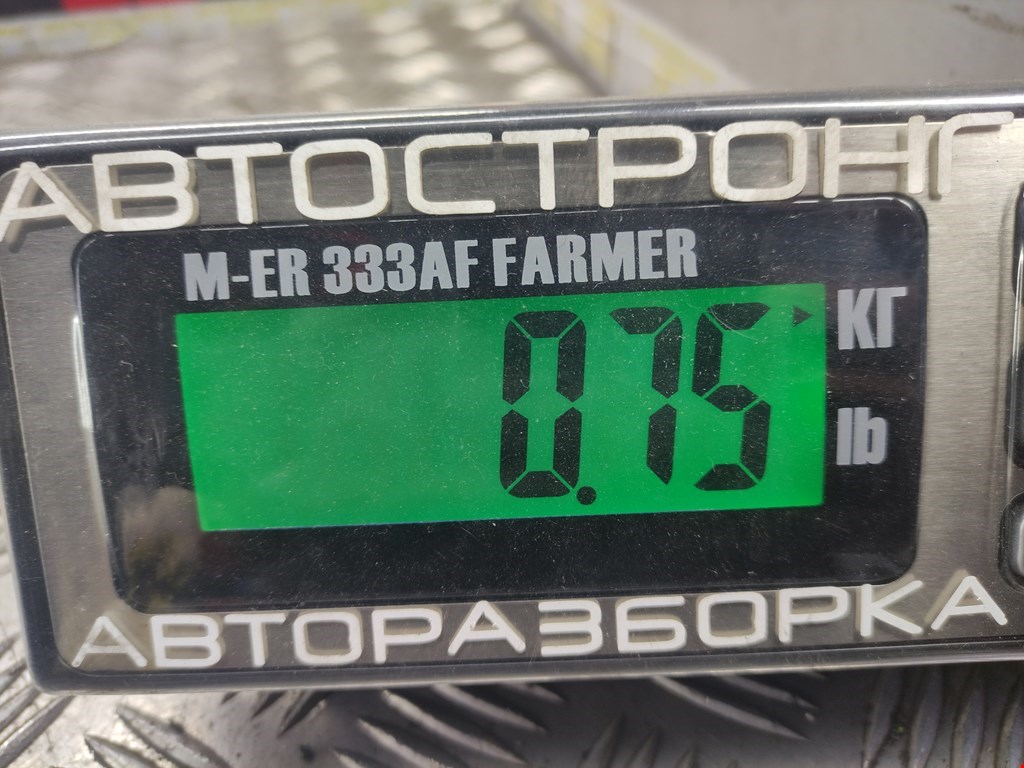 АВТОСТРОНГ
M-ER 333AF FARMER
0.75
КГ
lb
АВТОРАЗБОРКА